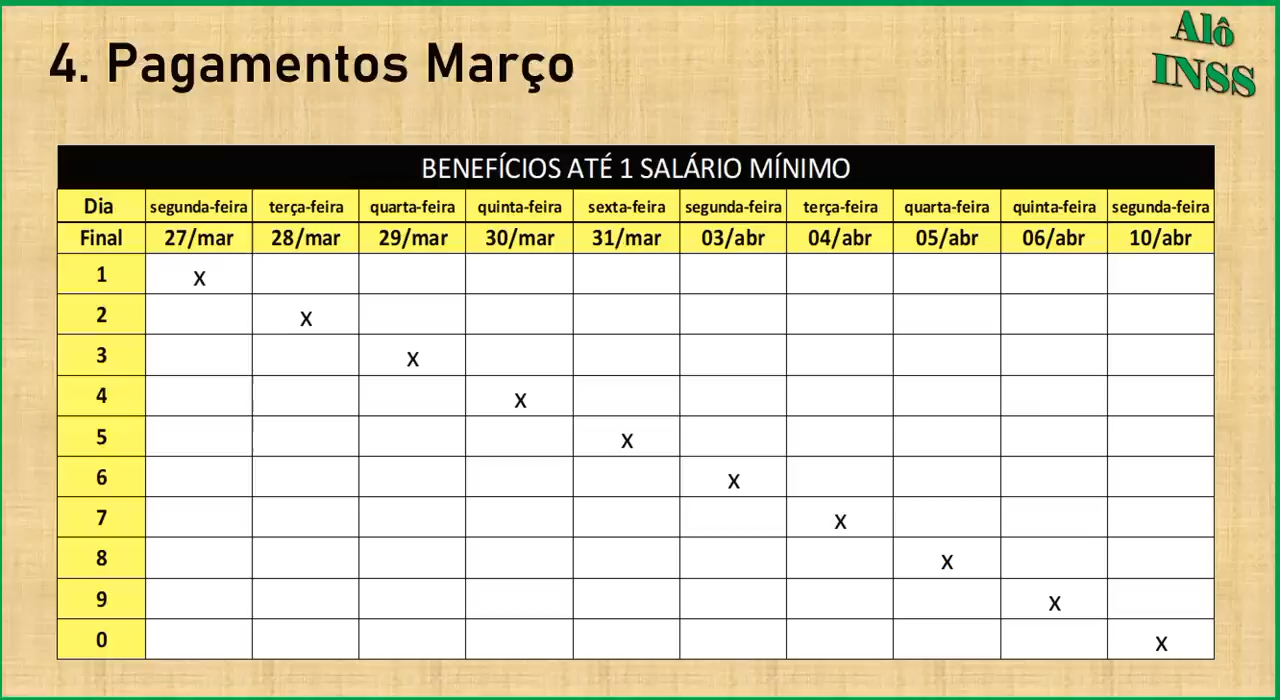 4. Pagamentos Março
Alô
INSS
BENEFÍCIOS ATÉ 1 SALÁRIO MÍNIMO
Dia segunda-feira terça-feira quarta-feira quinta-feira sexta-feira segunda-feira terça-feira quarta-feira quinta-feira segunda-feira
Final 27/mar 28/mar 29/mar 30/mar 31/mar 03/abr 04/abr 05/abr 06/abr 10/abr
1 x
2 x
3 x
4 x
5 x
6 x
7 x
8 x
9 x
0 x